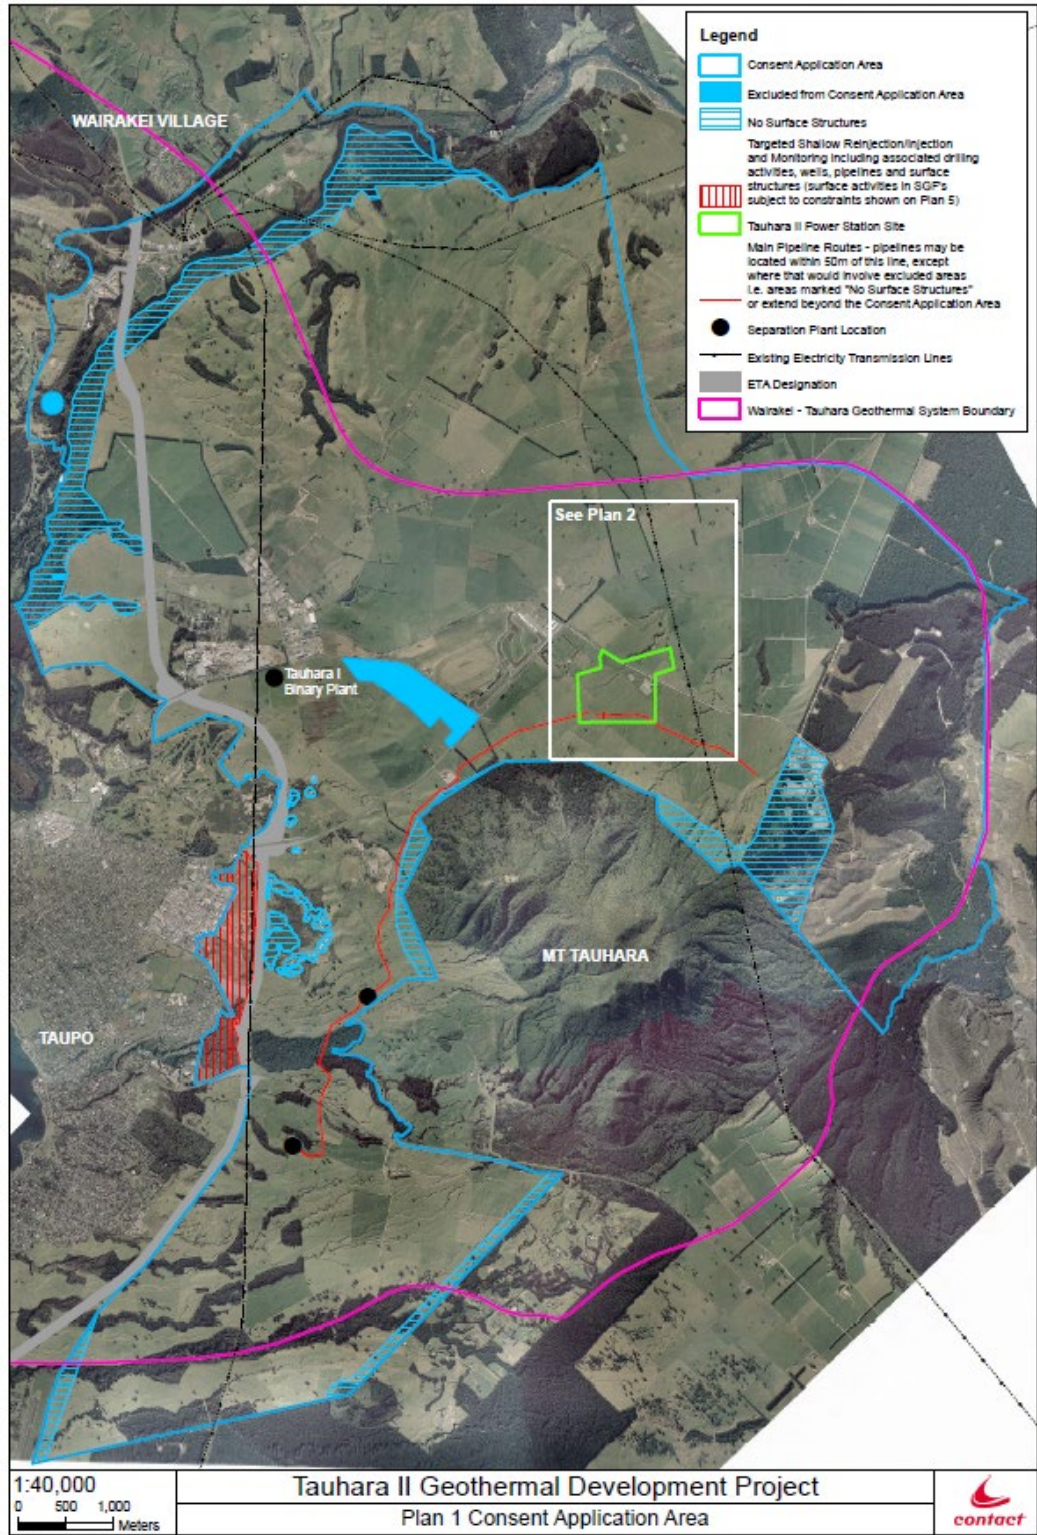 Legend
Consent Application Area
Excluded from Consent Application Area
No Surface Structures
Targeted Shallow Reinjection/Injection
and Monitoring including associated drilling
activities, wells, pipelines and surface
structures (surface activities in SGF's
subject to constraints shown on Plan 5)
Tauhara II Power Station Site
Main Pipeline Routes - pipelines may be
located within 50m of this line, except
where that would involve excluded areas
i.e. areas marked "No Surface Structures"
or extend beyond the Consent Application Area
Separation Plant Location
Existing Electricity Transmission Lines
ETA Designation
Wairakei - Tauhara Geothermal System Boundary
WAIRAKEI VILLAGE
See Plan 2
Tauhara I
Binary Plant
MT TAUHARA
TAUPO
1:40,000
0 500 1,000
Meters
Tauhara II Geothermal Development Project
Plan 1 Consent Application Area
contact